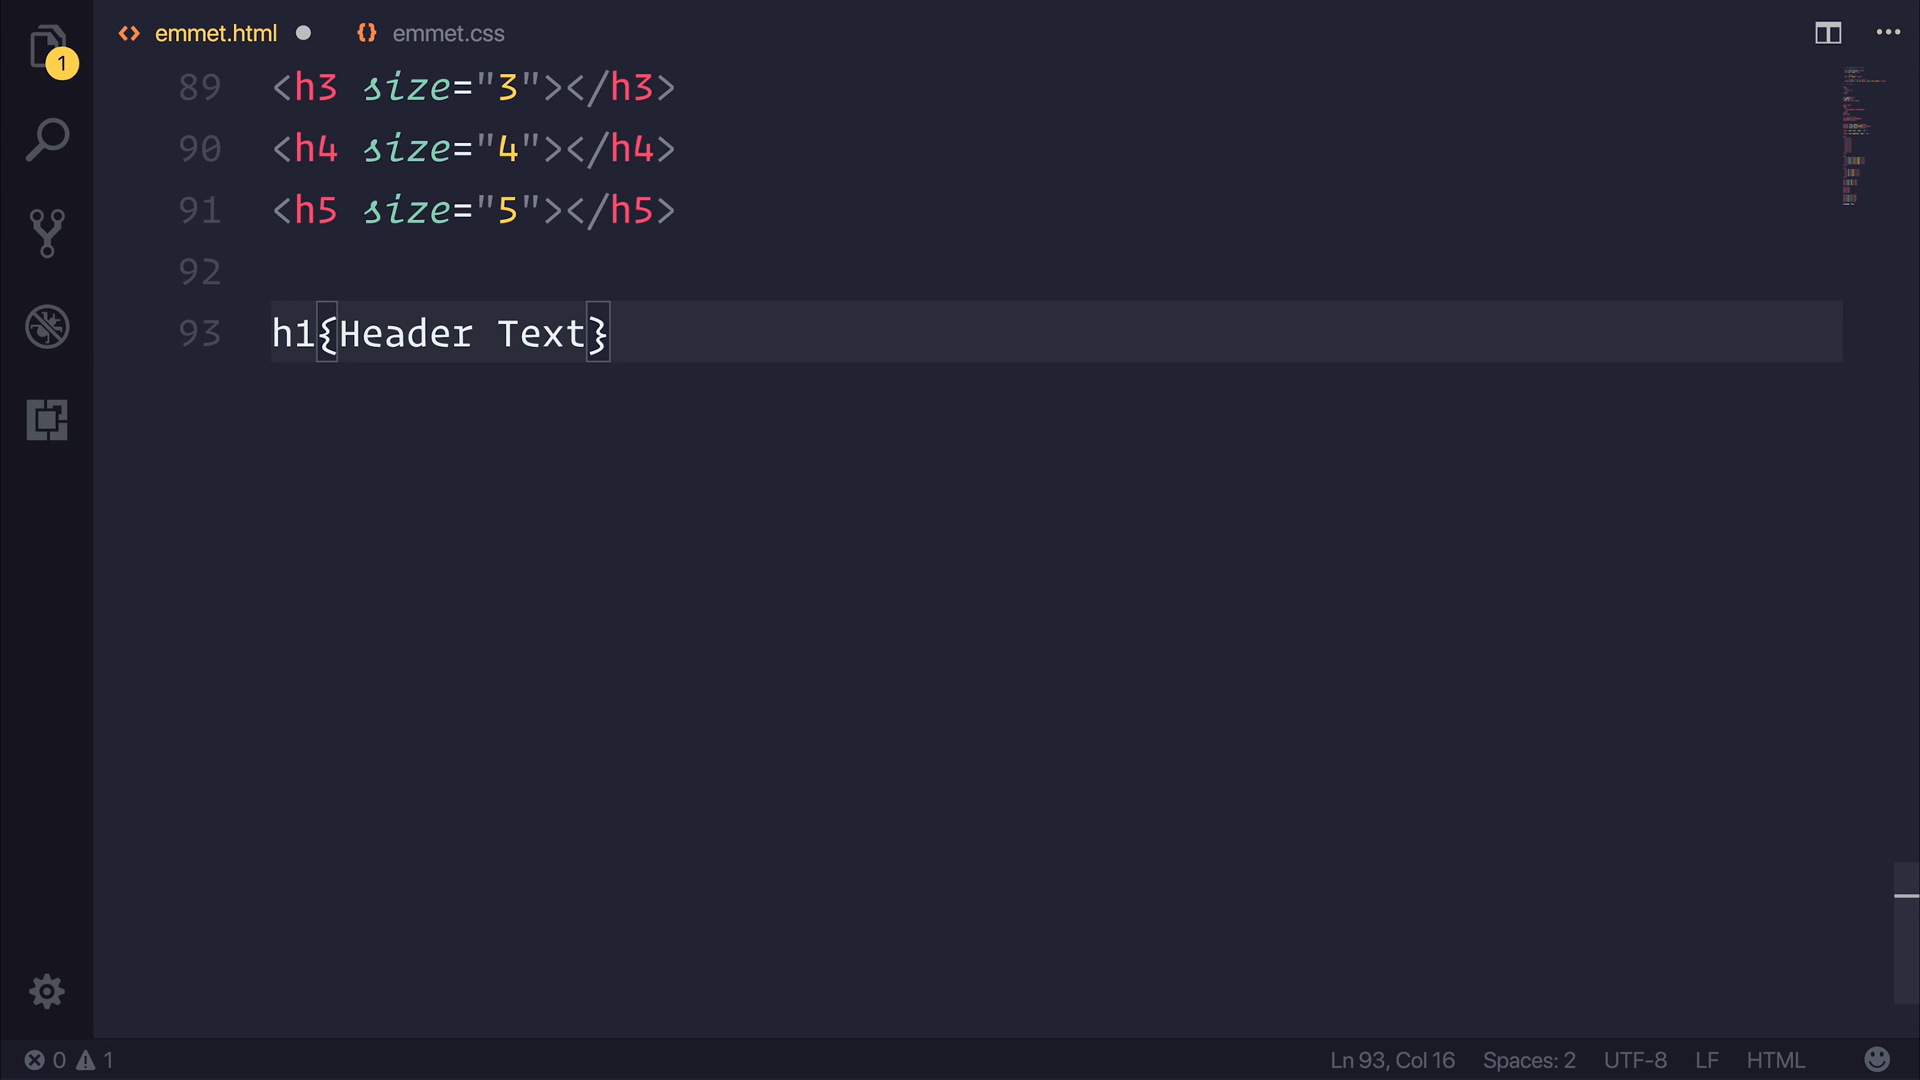 1
emmet.html
emmet.css
89 <h3 size="3"></h3>
90 <h4 size="4"></h4>
91 <h5 size="5"></h5>
92
93 h1{Header Text}
0 1 Ln 93, Col 16 Spaces: 2 UTF-8 LF HTML